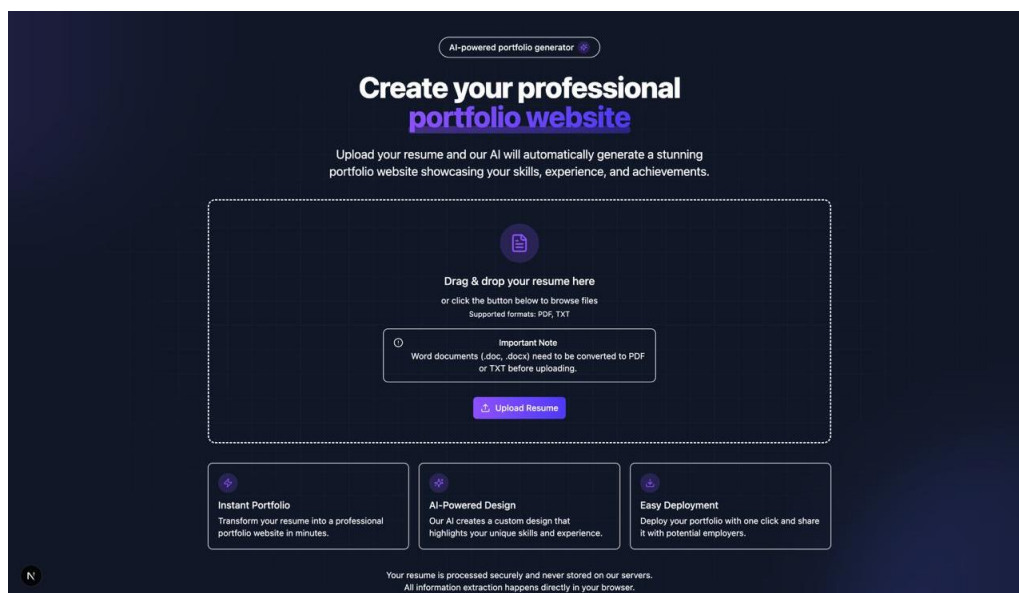 AI-powered portfolio generator
Create your professional
portfolio website
Upload your resume and our AI will automatically generate a stunning
portfolio website showcasing your skills, experience, and achievements.
Drag & drop your resume here
or click the button below to browse files
Supported formats: PDF, TXT
Important Note
Word documents (.doc, .docx) need to be converted to PDF
or TXT before uploading.
Upload Resume
Instant Portfolio
Transform your resume into a professional
portfolio website in minutes.
AI-Powered Design
Our AI creates a custom design that
highlights your unique skills and experience.
Easy Deployment
Deploy your portfolio with one click and share
it with potential employers.
N
Your resume is processed securely and never stored on our servers.
All information extraction happens directly in your browser.